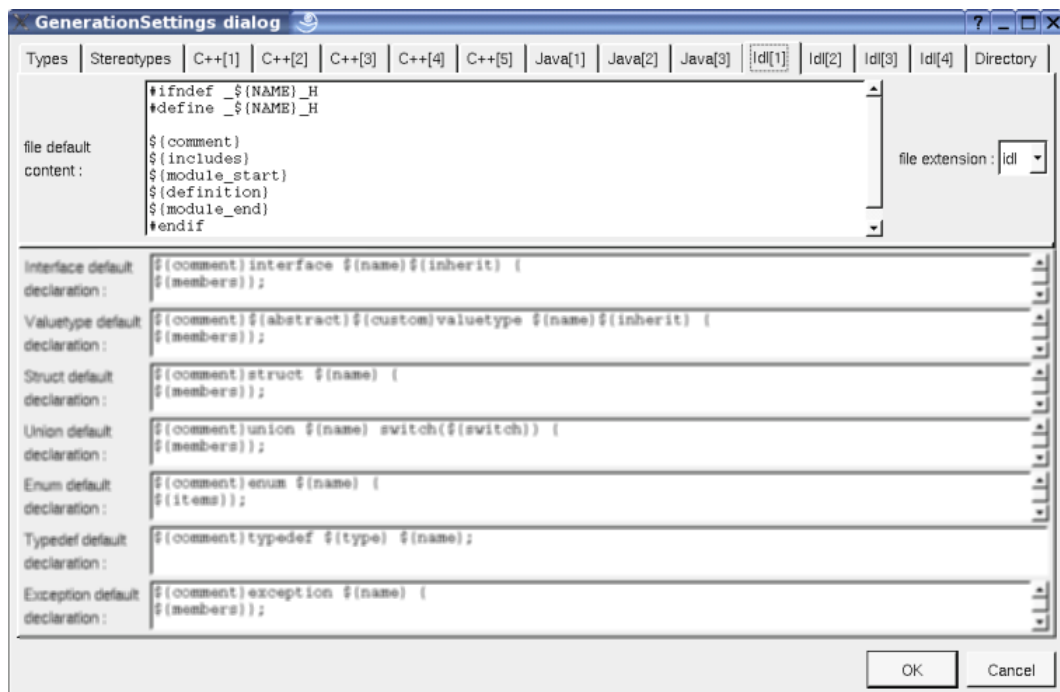 GenerationSettings dialog
Types Stereotypes C++[1] C++[2] C++[3] C++[4] C++[5] Java[1] Java[2] Java[3] Idl[1] Idl[2] Idl[3] Idl[4] Directory
file default
content :
#ifndef _${NAME}_H
#define _${NAME}_H
${comment}
${includes}
${module_start}
${definition}
${module_end}
#endif
file extension : idl
Interface default
declaration :
${comment}interface ${name}${inherit} {
${members}};
Valuetype default
declaration :
${comment}${abstract}${custom}valuetype ${name}${inherit} {
${members}};
Struct default
declaration :
${comment}struct ${name} {
${members}};
Union default
declaration :
${comment}union ${name} switch(${switch}) {
${members}};
Enum default
declaration :
${comment}enum ${name} {
${items}};
Typedef default
declaration :
${comment}typedef ${type} ${name};
Exception default
declaration :
${comment}exception ${name} {
${members}};
OK Cancel